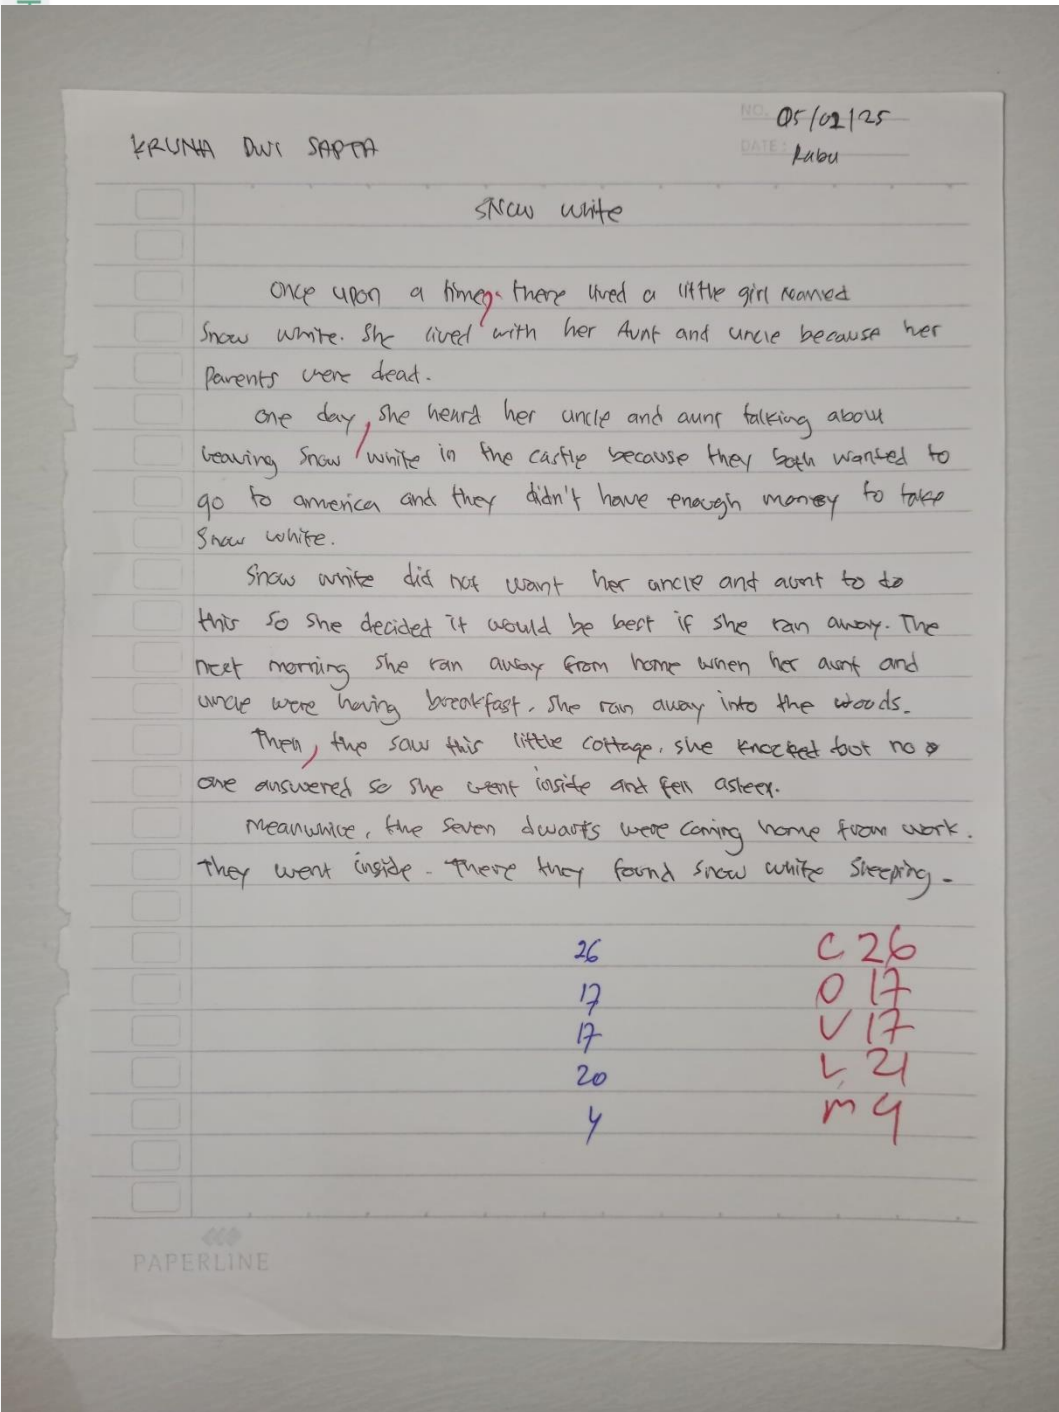 NO. 05/02/25
KRUNIA DWI SAPTA
DATE: Rabu
SNOW White
Once upon a time, there lived a little girl named
Snow White. She lived with her Aunt and uncle because her
Parents were dead.
One day, She heard her uncle and aunt talking about
leaving Snow White in the castle because they both wanted to
go to america and they didn't have enough money to take
Snow White.
Snow white did not want her uncle and aunt to do
this so she decided it would be best if she ran away. The
next morning she ran away from home when her aunt and
uncle were having breakfast. She ran away into the woods.
Then, she saw this little cottage. she knocked but no
one answered so she went inside and fell asleep.
Meanwhile, the seven dwarfs were coming home from work.
They went inside. There they found snow white Sleeping.
26 C 26
17 O 17
17 V 17
20 L 21
4 m 4
PAPERLINE